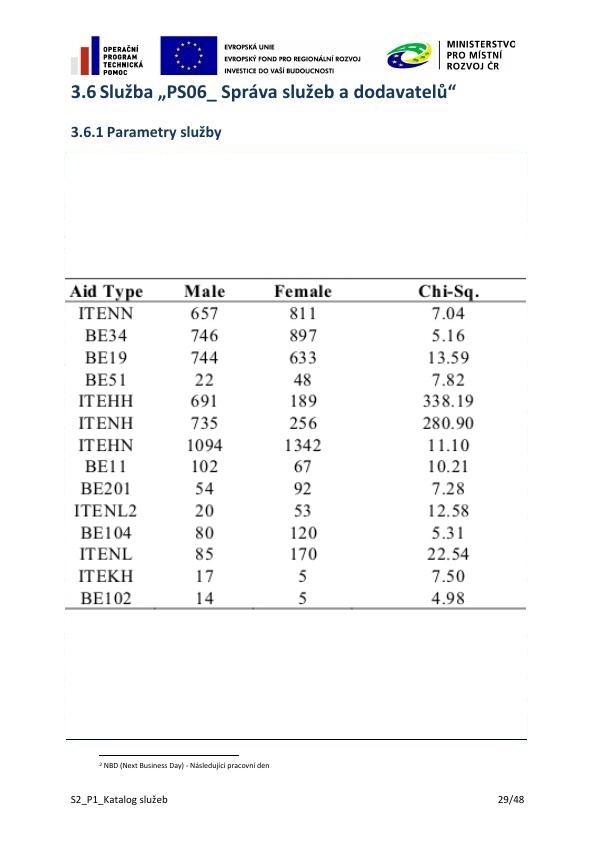 OPERAČNÍ
PROGRAM
TECHNICKÁ
POMOC
EVROPSKÁ UNIE
EVROPSKÝ FOND PRO REGIONÁLNÍ ROZVOJ
INVESTICE DO VAŠÍ BUDOUCNOSTI
MINISTERSTVO
PRO MÍSTNÍ
ROZVOJ ČR
3.6 Služba „PS06_ Správa služeb a dodavatelů“
3.6.1 Parametry služby
Aid Type Male Female Chi-Sq.
ITENN 657 811 7.04
BE34 746 897 5.16
BE19 744 633 13.59
BE51 22 48 7.82
ITEHH 691 189 338.19
ITENH 735 256 280.90
ITEHN 1094 1342 11.10
BE11 102 67 10.21
BE201 54 92 7.28
ITENL2 20 53 12.58
BE104 80 120 5.31
ITENL 85 170 22.54
ITEKH 17 5 7.50
BE102 14 5 4.98
² NBD (Next Business Day) - Následující pracovní den
S2_P1_Katalog služeb 29/48